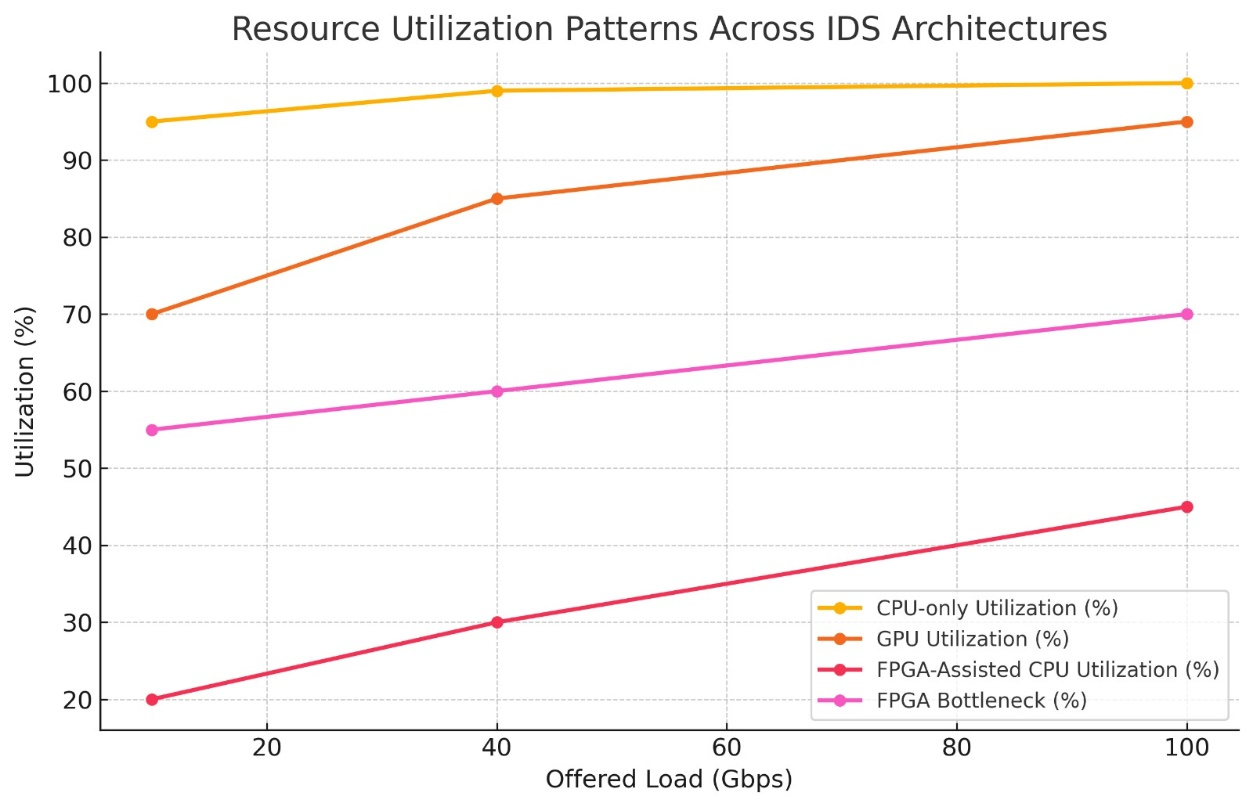 Resource Utilization Patterns Across IDS Architectures
100
90
80
70
60
50
40
30
20
Utilization (%)
CPU-only Utilization (%)
GPU Utilization (%)
FPGA-Assisted CPU Utilization (%)
FPGA Bottleneck (%)
20 40 60 80 100
Offered Load (Gbps)